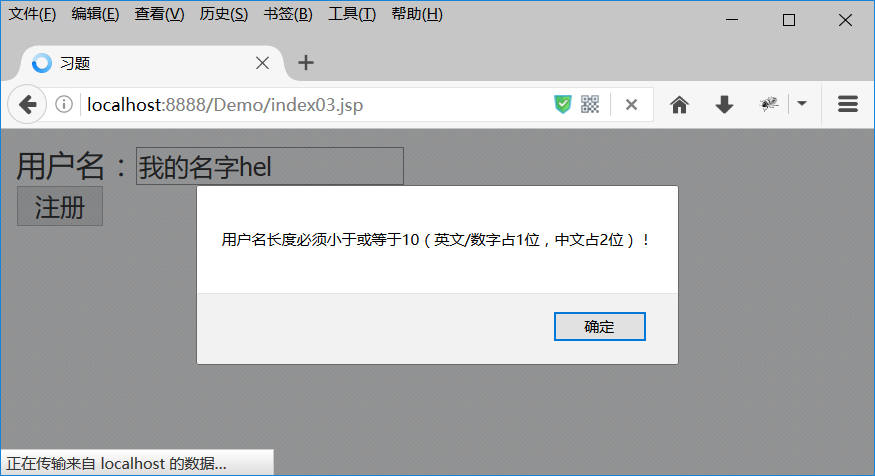 文件(F) 编辑(E) 查看(V) 历史(S) 书签(B) 工具(T) 帮助(H)
习题
localhost:8888/Demo/index03.jsp
用户名：我的名字hel
注册
用户名长度必须小于或等于10（英文/数字占1位，中文占2位）！
确定
正在传输来自 localhost 的数据...